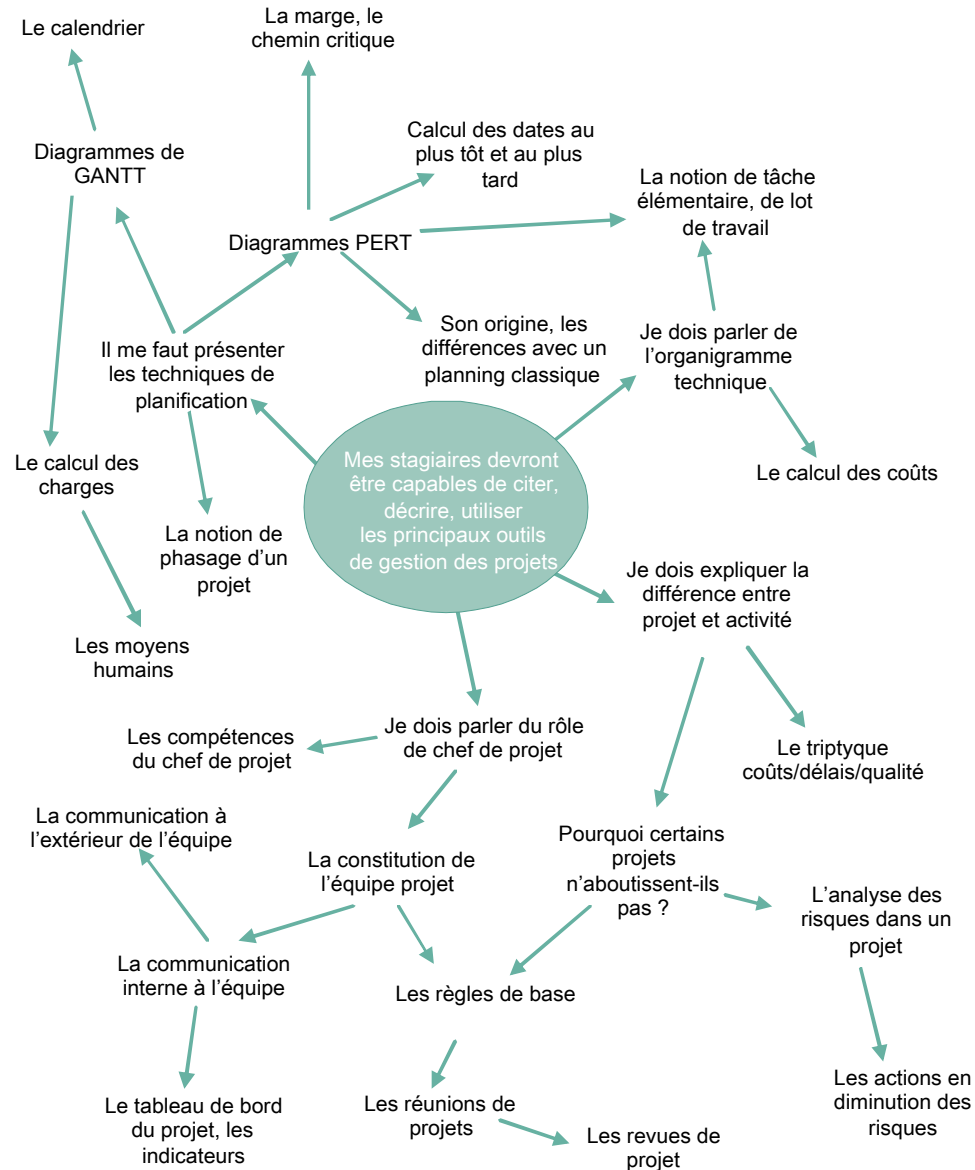 Le calendrier
La marge, le
chemin critique
Diagrammes de
GANTT
Calcul des dates au
plus tôt et au plus
tard
La notion de tâche
élémentaire, de lot
de travail
Diagrammes PERT
Il me faut présenter
les techniques de
planification
Son origine, les
différences avec un
planning classique
Je dois parler de
l’organigramme
technique
Le calcul des
charges
Mes stagiaires devront
être capables de citer,
décrire, utiliser
les principaux outils
de gestion des projets
Le calcul des coûts
La notion de
phasage d’un
projet
Je dois expliquer la
différence entre
projet et activité
Les moyens
humains
Les compétences
du chef de projet
Je dois parler du rôle
de chef de projet
Le triptyque
coûts/délais/qualité
La communication à
l’extérieur de l’équipe
La constitution de
l’équipe projet
Pourquoi certains
projets
n’aboutissent-ils
pas ?
L’analyse des
risques dans un
projet
La communication
interne à l’équipe
Les règles de base
Le tableau de bord
du projet, les
indicateurs
Les réunions de
projets
Les revues de
projet
Les actions en
diminution des
risques